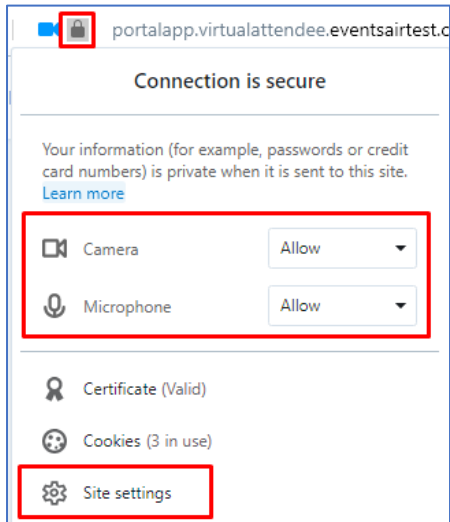 portalapp.virtualattendee.eventsairtest.c
Connection is secure
Your information (for example, passwords or credit
card numbers) is private when it is sent to this site.
Learn more
Camera Allow
Microphone Allow
Certificate (Valid)
Cookies (3 in use)
Site settings